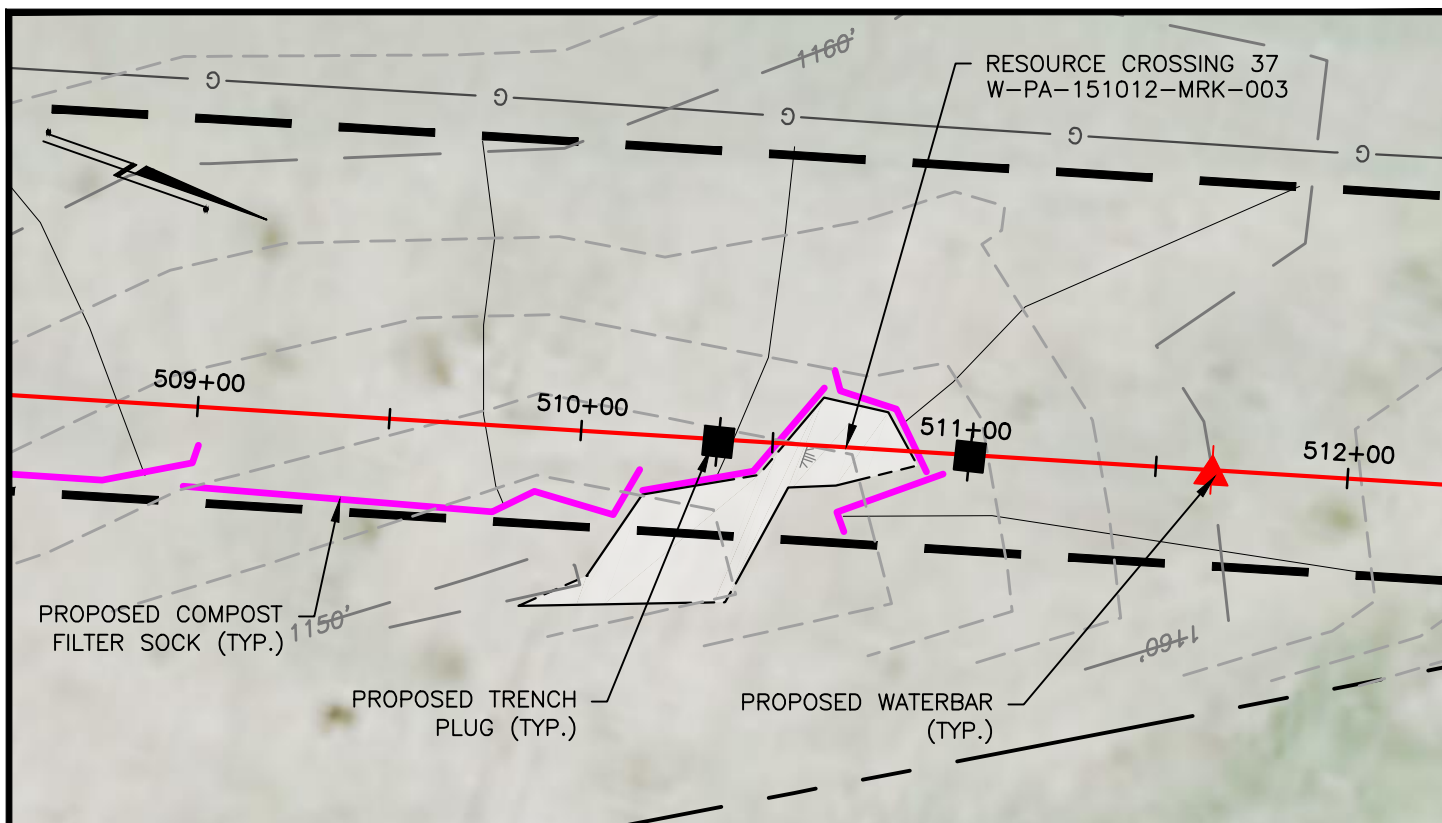 1160'
RESOURCE CROSSING 37
W-PA-151012-MRK-003
G
G
G
G
G
509+00
510+00
511+00
512+00
PROPOSED COMPOST
FILTER SOCK (TYP.)
1150'
PROPOSED TRENCH
PLUG (TYP.)
PROPOSED WATERBAR
(TYP.)
1160'